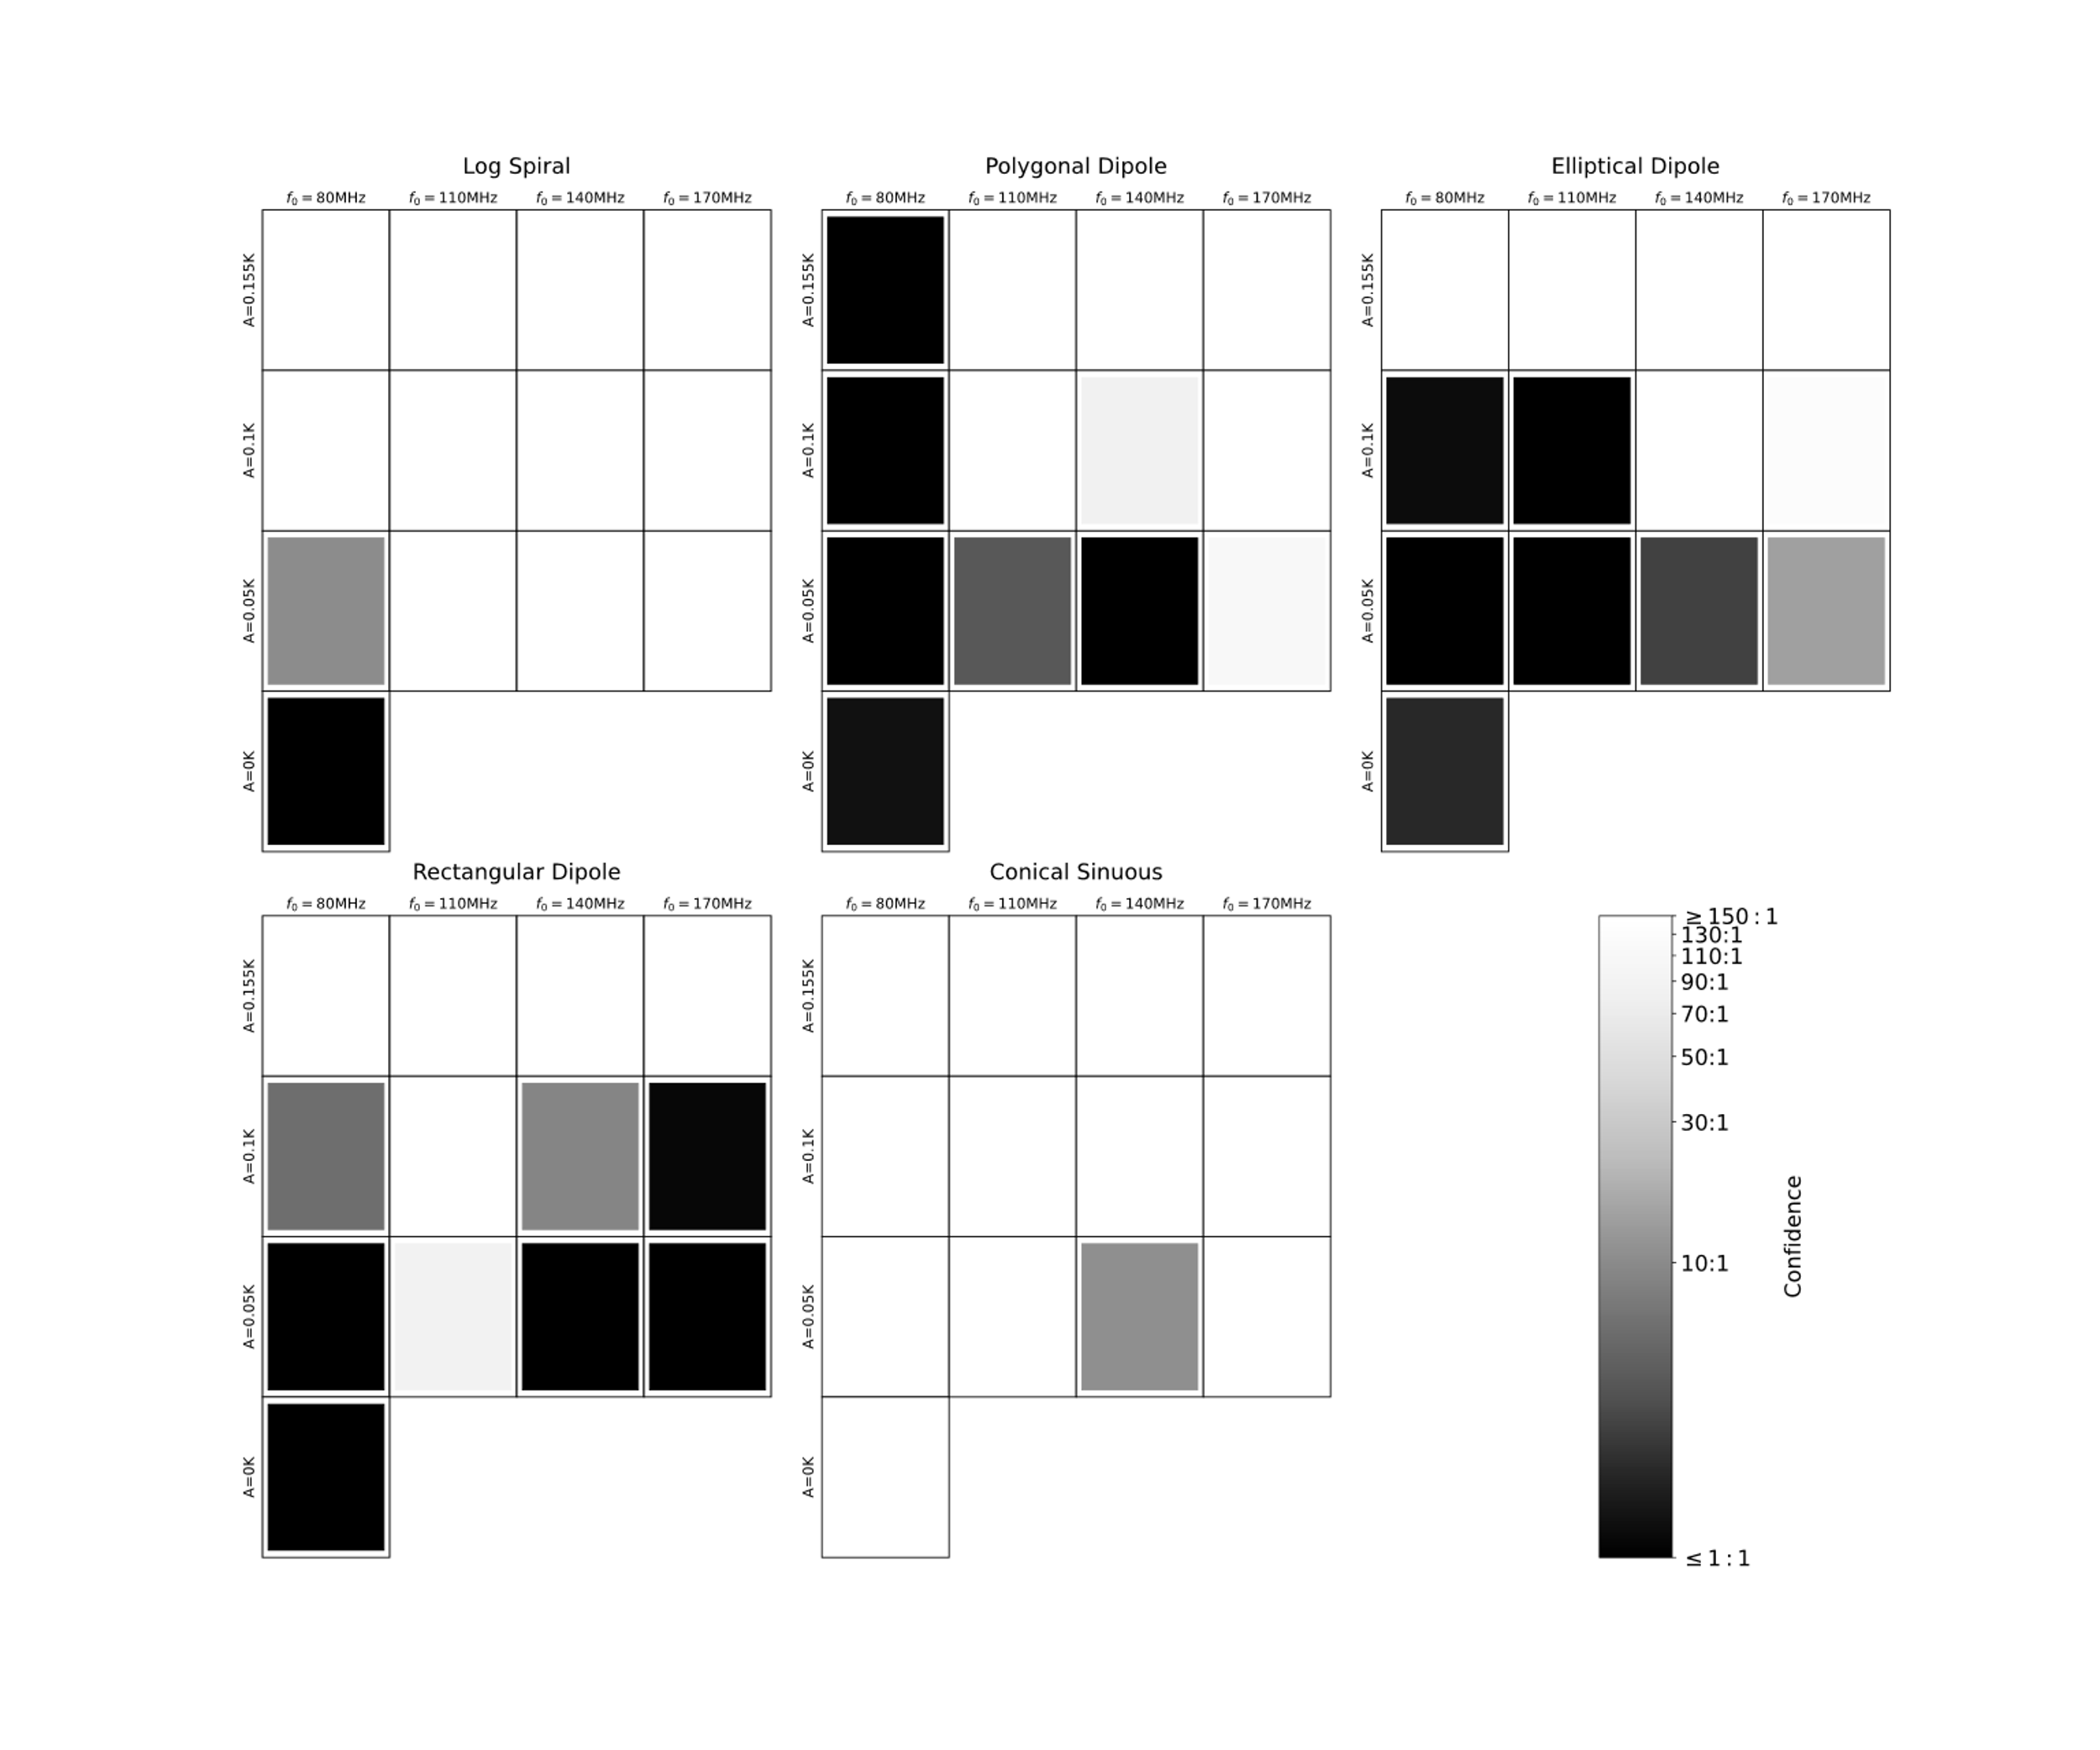 Log Spiral
f₀ = 80MHz f₀ = 110MHz f₀ = 140MHz f₀ = 170MHz
A=0.155K
A=0.1K
A=0.05K
A=0K
Polygonal Dipole
f₀ = 80MHz f₀ = 110MHz f₀ = 140MHz f₀ = 170MHz
A=0.155K
A=0.1K
A=0.05K
A=0K
Elliptical Dipole
f₀ = 80MHz f₀ = 110MHz f₀ = 140MHz f₀ = 170MHz
A=0.155K
A=0.1K
A=0.05K
A=0K
Rectangular Dipole
f₀ = 80MHz f₀ = 110MHz f₀ = 140MHz f₀ = 170MHz
A=0.155K
A=0.1K
A=0.05K
A=0K
Conical Sinuous
f₀ = 80MHz f₀ = 110MHz f₀ = 140MHz f₀ = 170MHz
A=0.155K
A=0.1K
A=0.05K
A=0K
≥ 150 : 1
130:1
110:1
90:1
70:1
50:1
30:1
10:1
≤ 1 : 1
Confidence